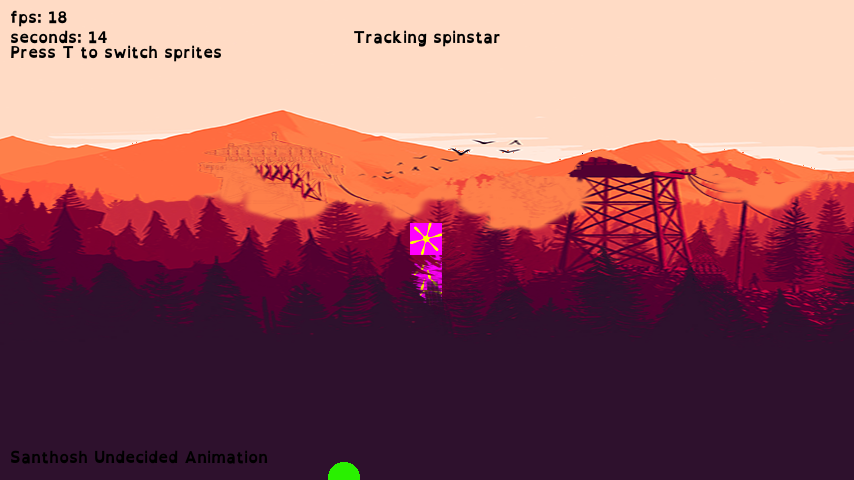 fps: 18
seconds: 14
Tracking spinstar
Press T to switch sprites
Santhosh Undecided Animation